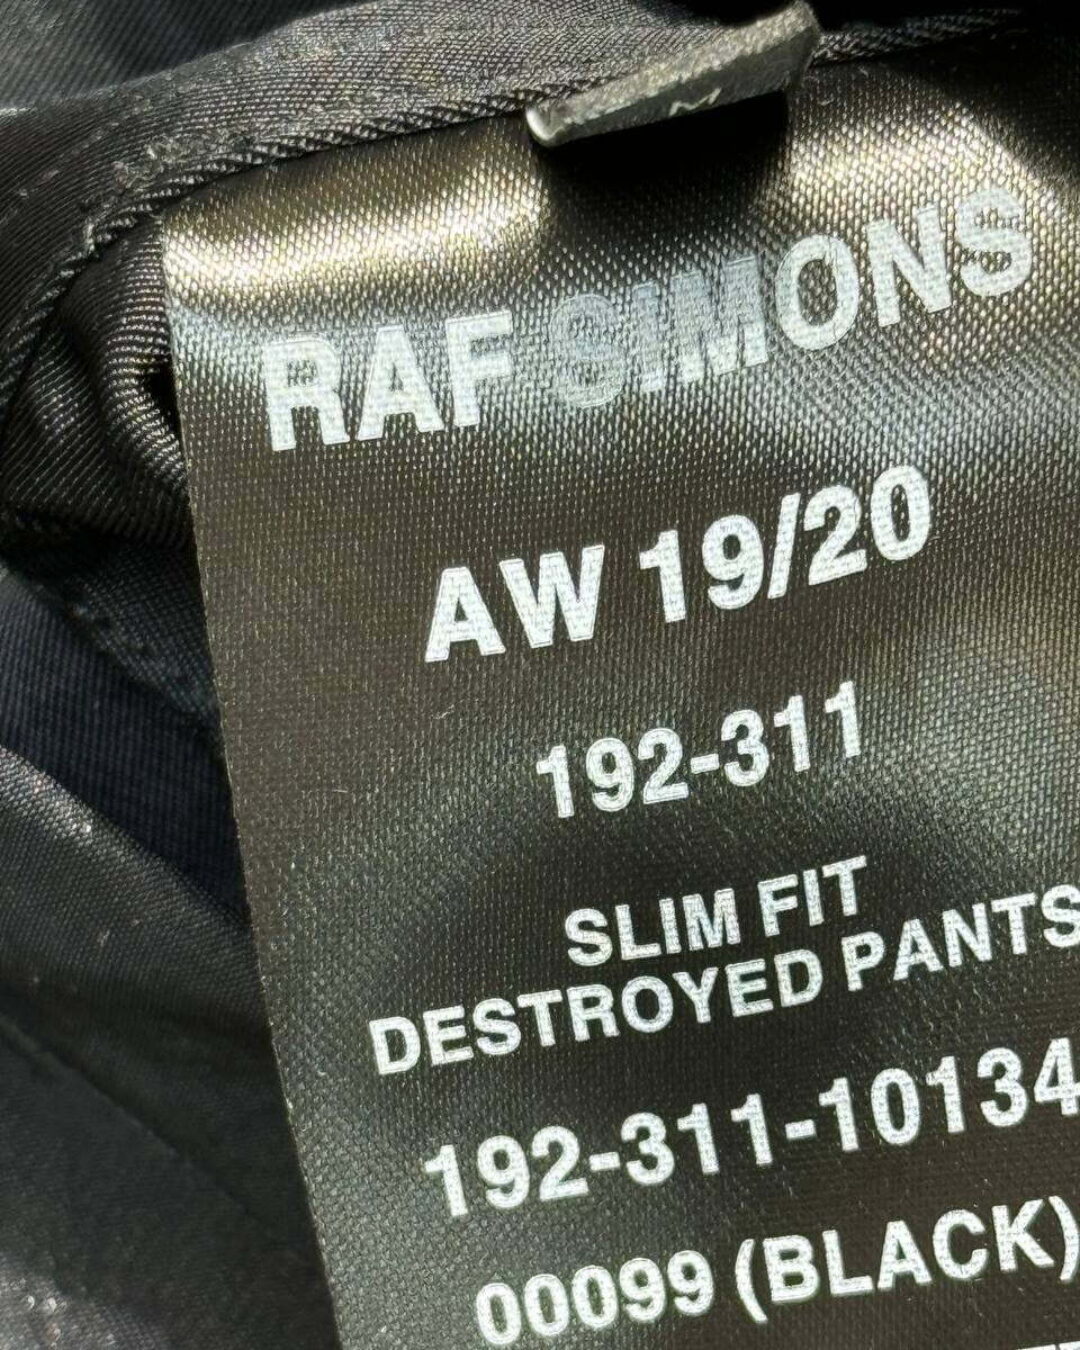 M
RAF SIMONS
AW 19/20
192-311
SLIM FIT
DESTROYED PANTS
192-311-10134
00099 (BLACK)